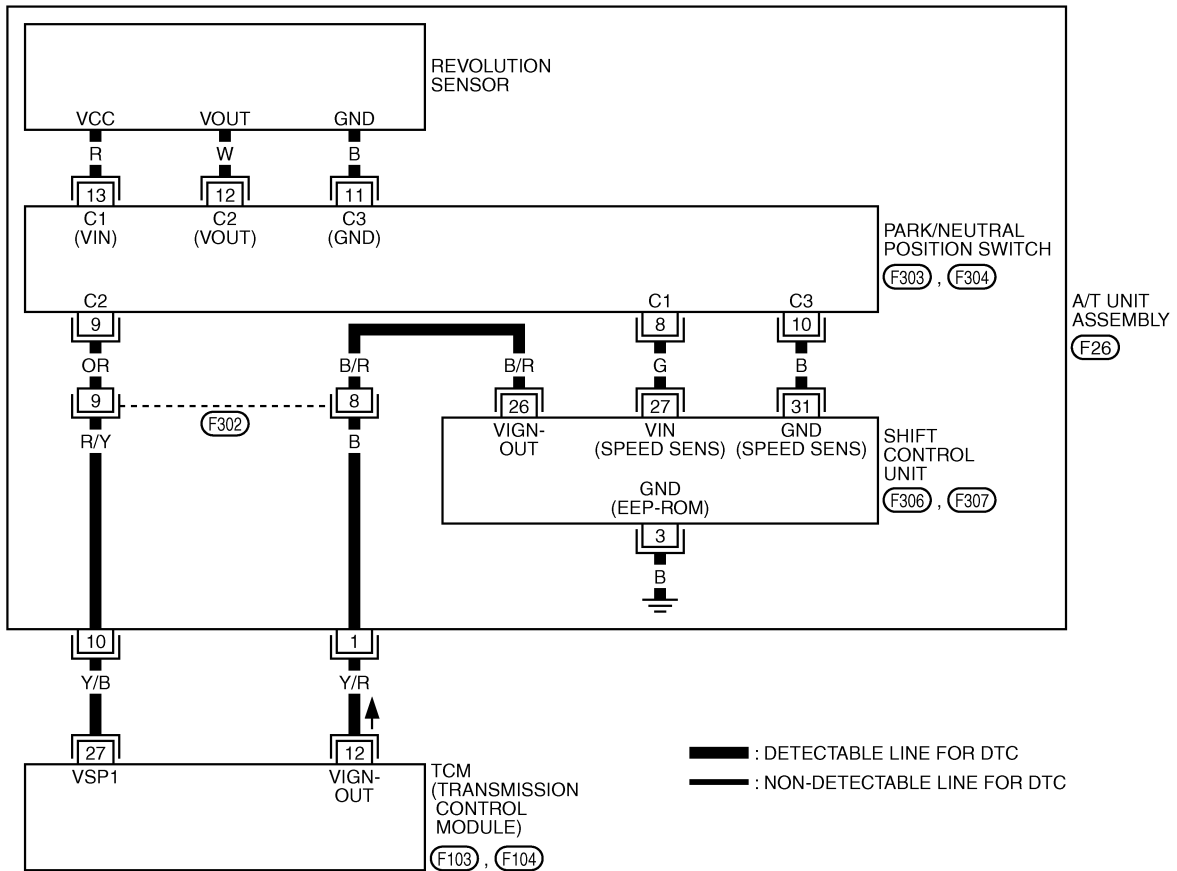 REVOLUTION
SENSOR
VCC VOUT GND
R W B
13 12 11
C1 C2 C3
(VIN) (VOUT) (GND)
PARK/NEUTRAL
POSITION SWITCH
F303 , F304
C2 C1 C3
9 8 10
A/T UNIT
ASSEMBLY
F26
OR B/R B/R G B
9 8 26 27 31
F302
R/Y B
VIGN-
OUT
VIN
(SPEED SENS)
GND
(SPEED SENS)
SHIFT
CONTROL
UNIT
F306 , F307
GND
(EEP-ROM)
3
B
10 1
Y/B Y/R
27 12
VSP1 VIGN-
OUT
TCM
(TRANSMISSION
CONTROL
MODULE)
F103 , F104
: DETECTABLE LINE FOR DTC
: NON-DETECTABLE LINE FOR DTC